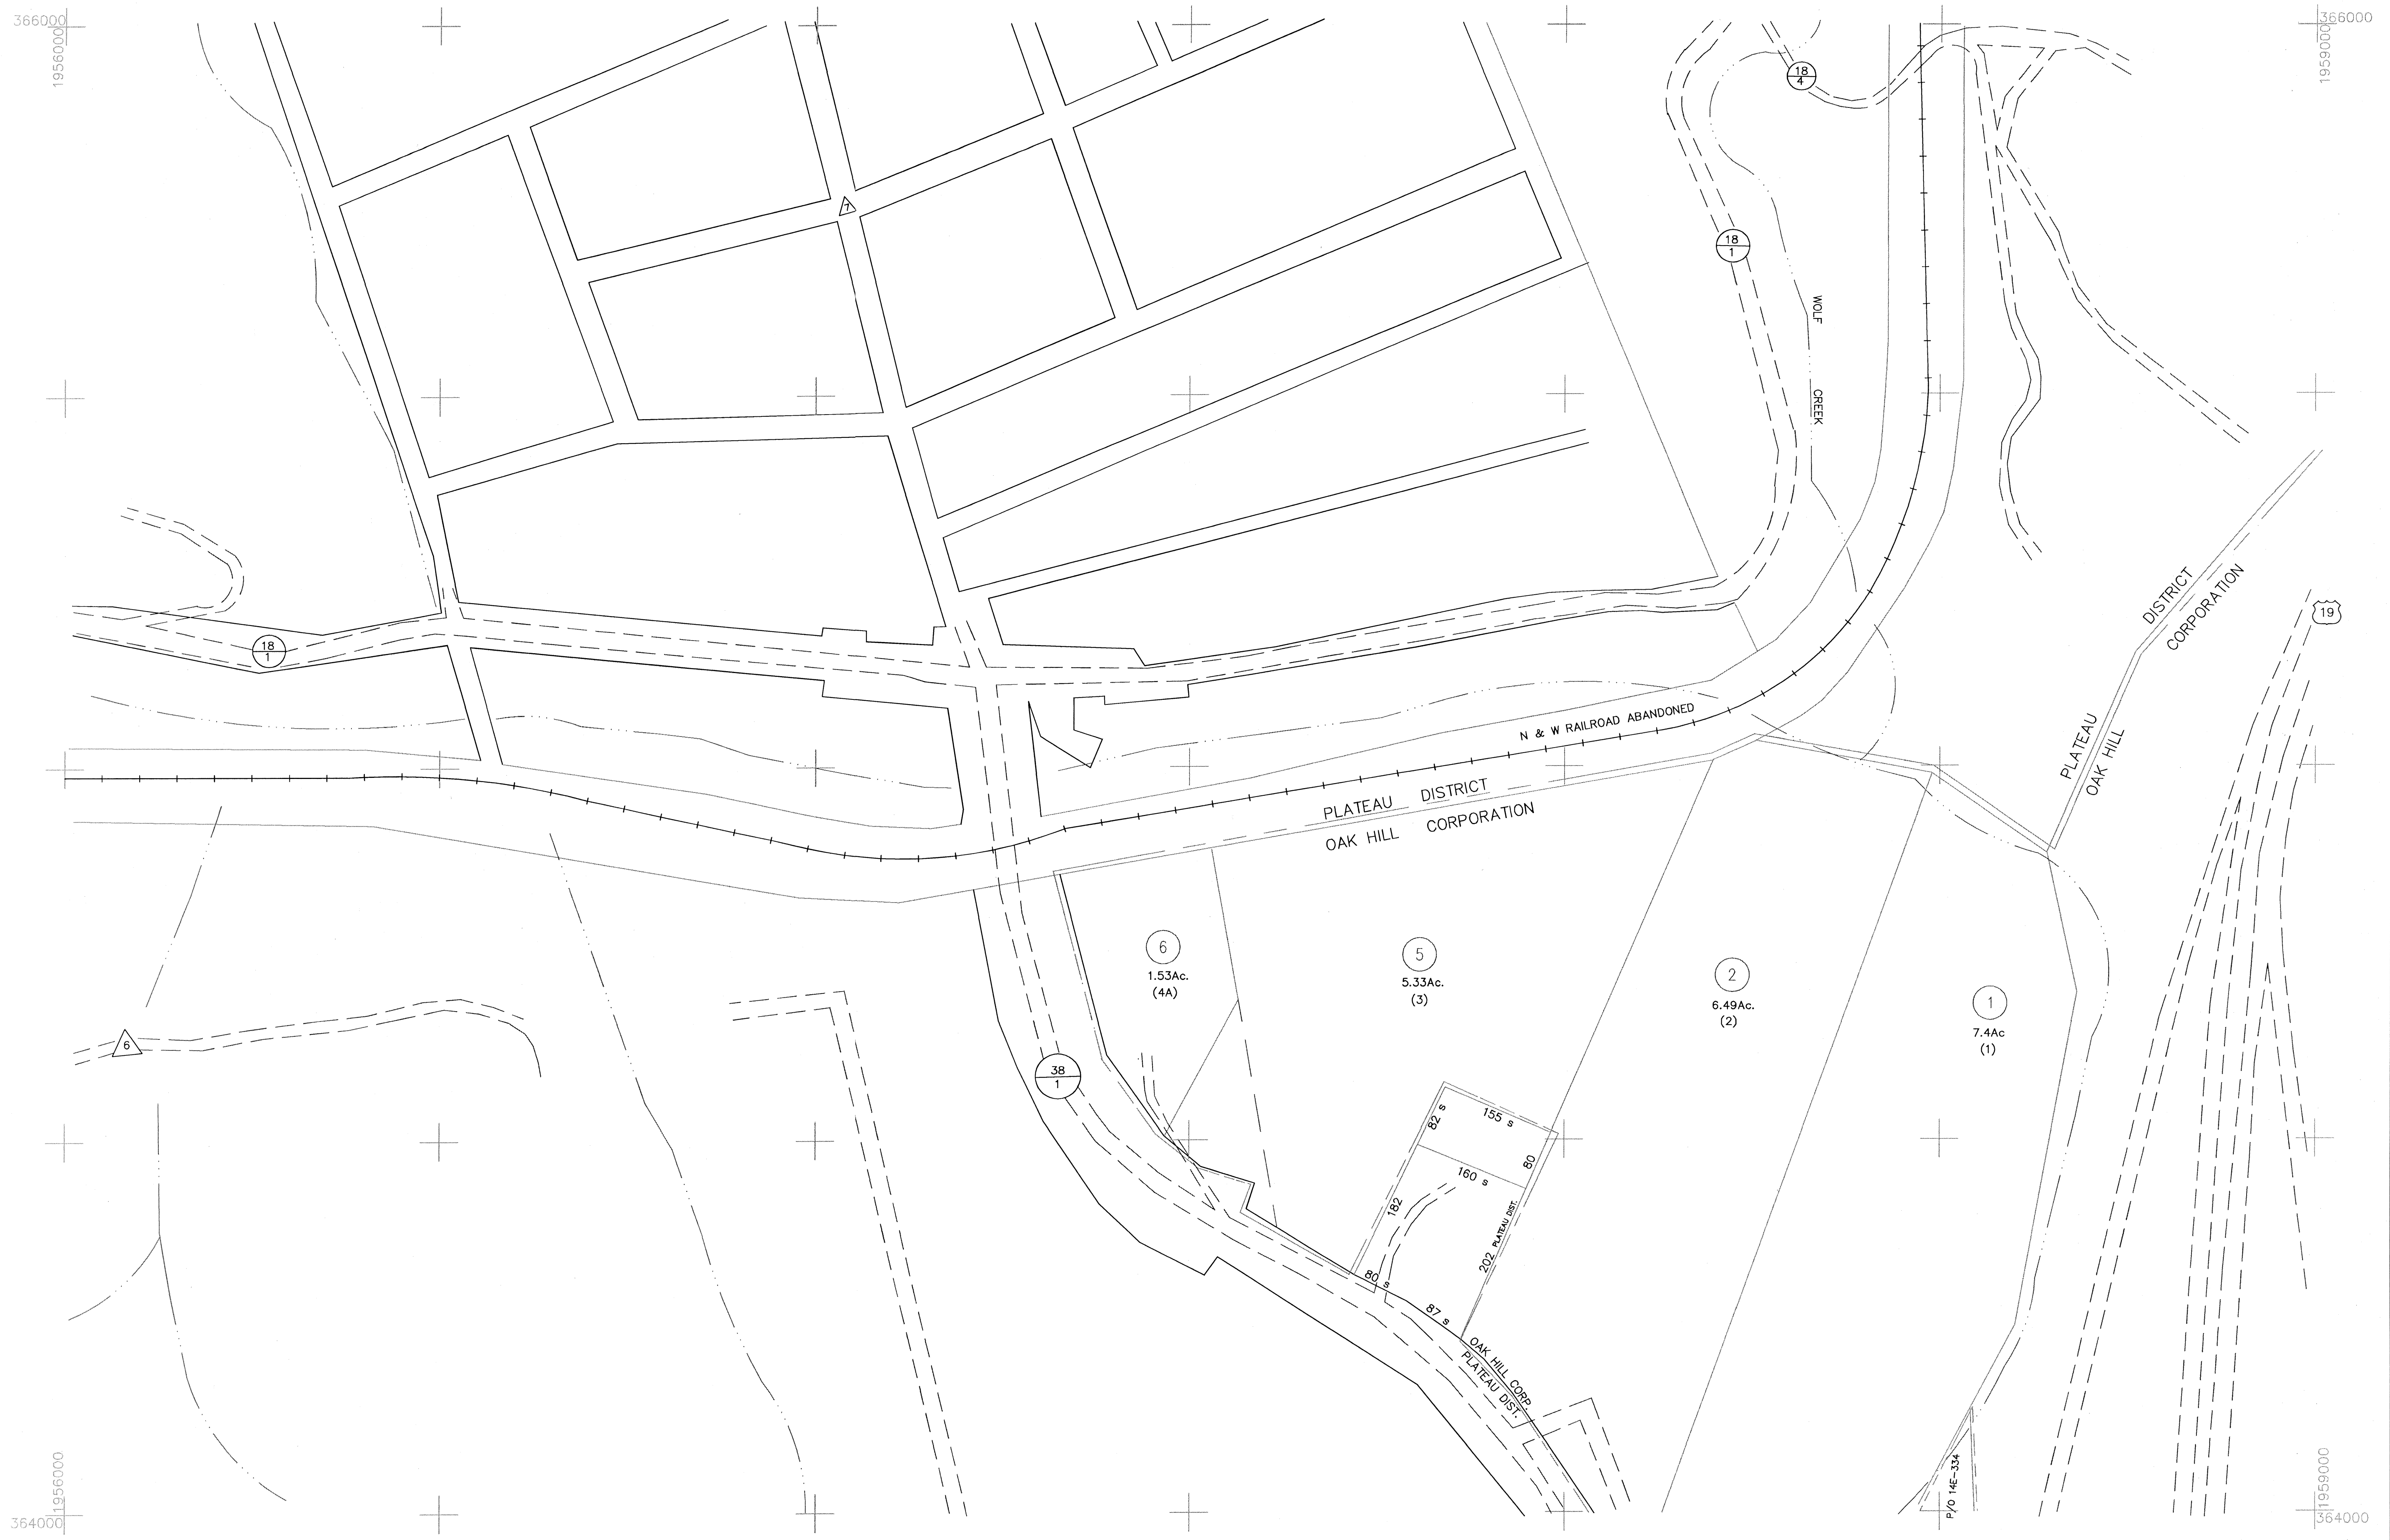 366000
1956000
366000
1959000
18
4
7
18
1
WOLF CREEK
DISTRICT
CORPORATION
19
18
1
PLATEAU
OAK HILL
N & W RAILROAD ABANDONED
PLATEAU DISTRICT
OAK HILL CORPORATION
6
1.53Ac.
(4A)
5
5.33Ac.
(3)
2
6.49Ac.
(2)
1
7.4Ac
(1)
6
38
1
82 s
155 s
80
160 s
182
202 PLATEAU DIST.
80 s
87 s
OAK HILL CORP.
PLATEAU DIST.
P/O 14E-334
1956000
364000
1959000
364000